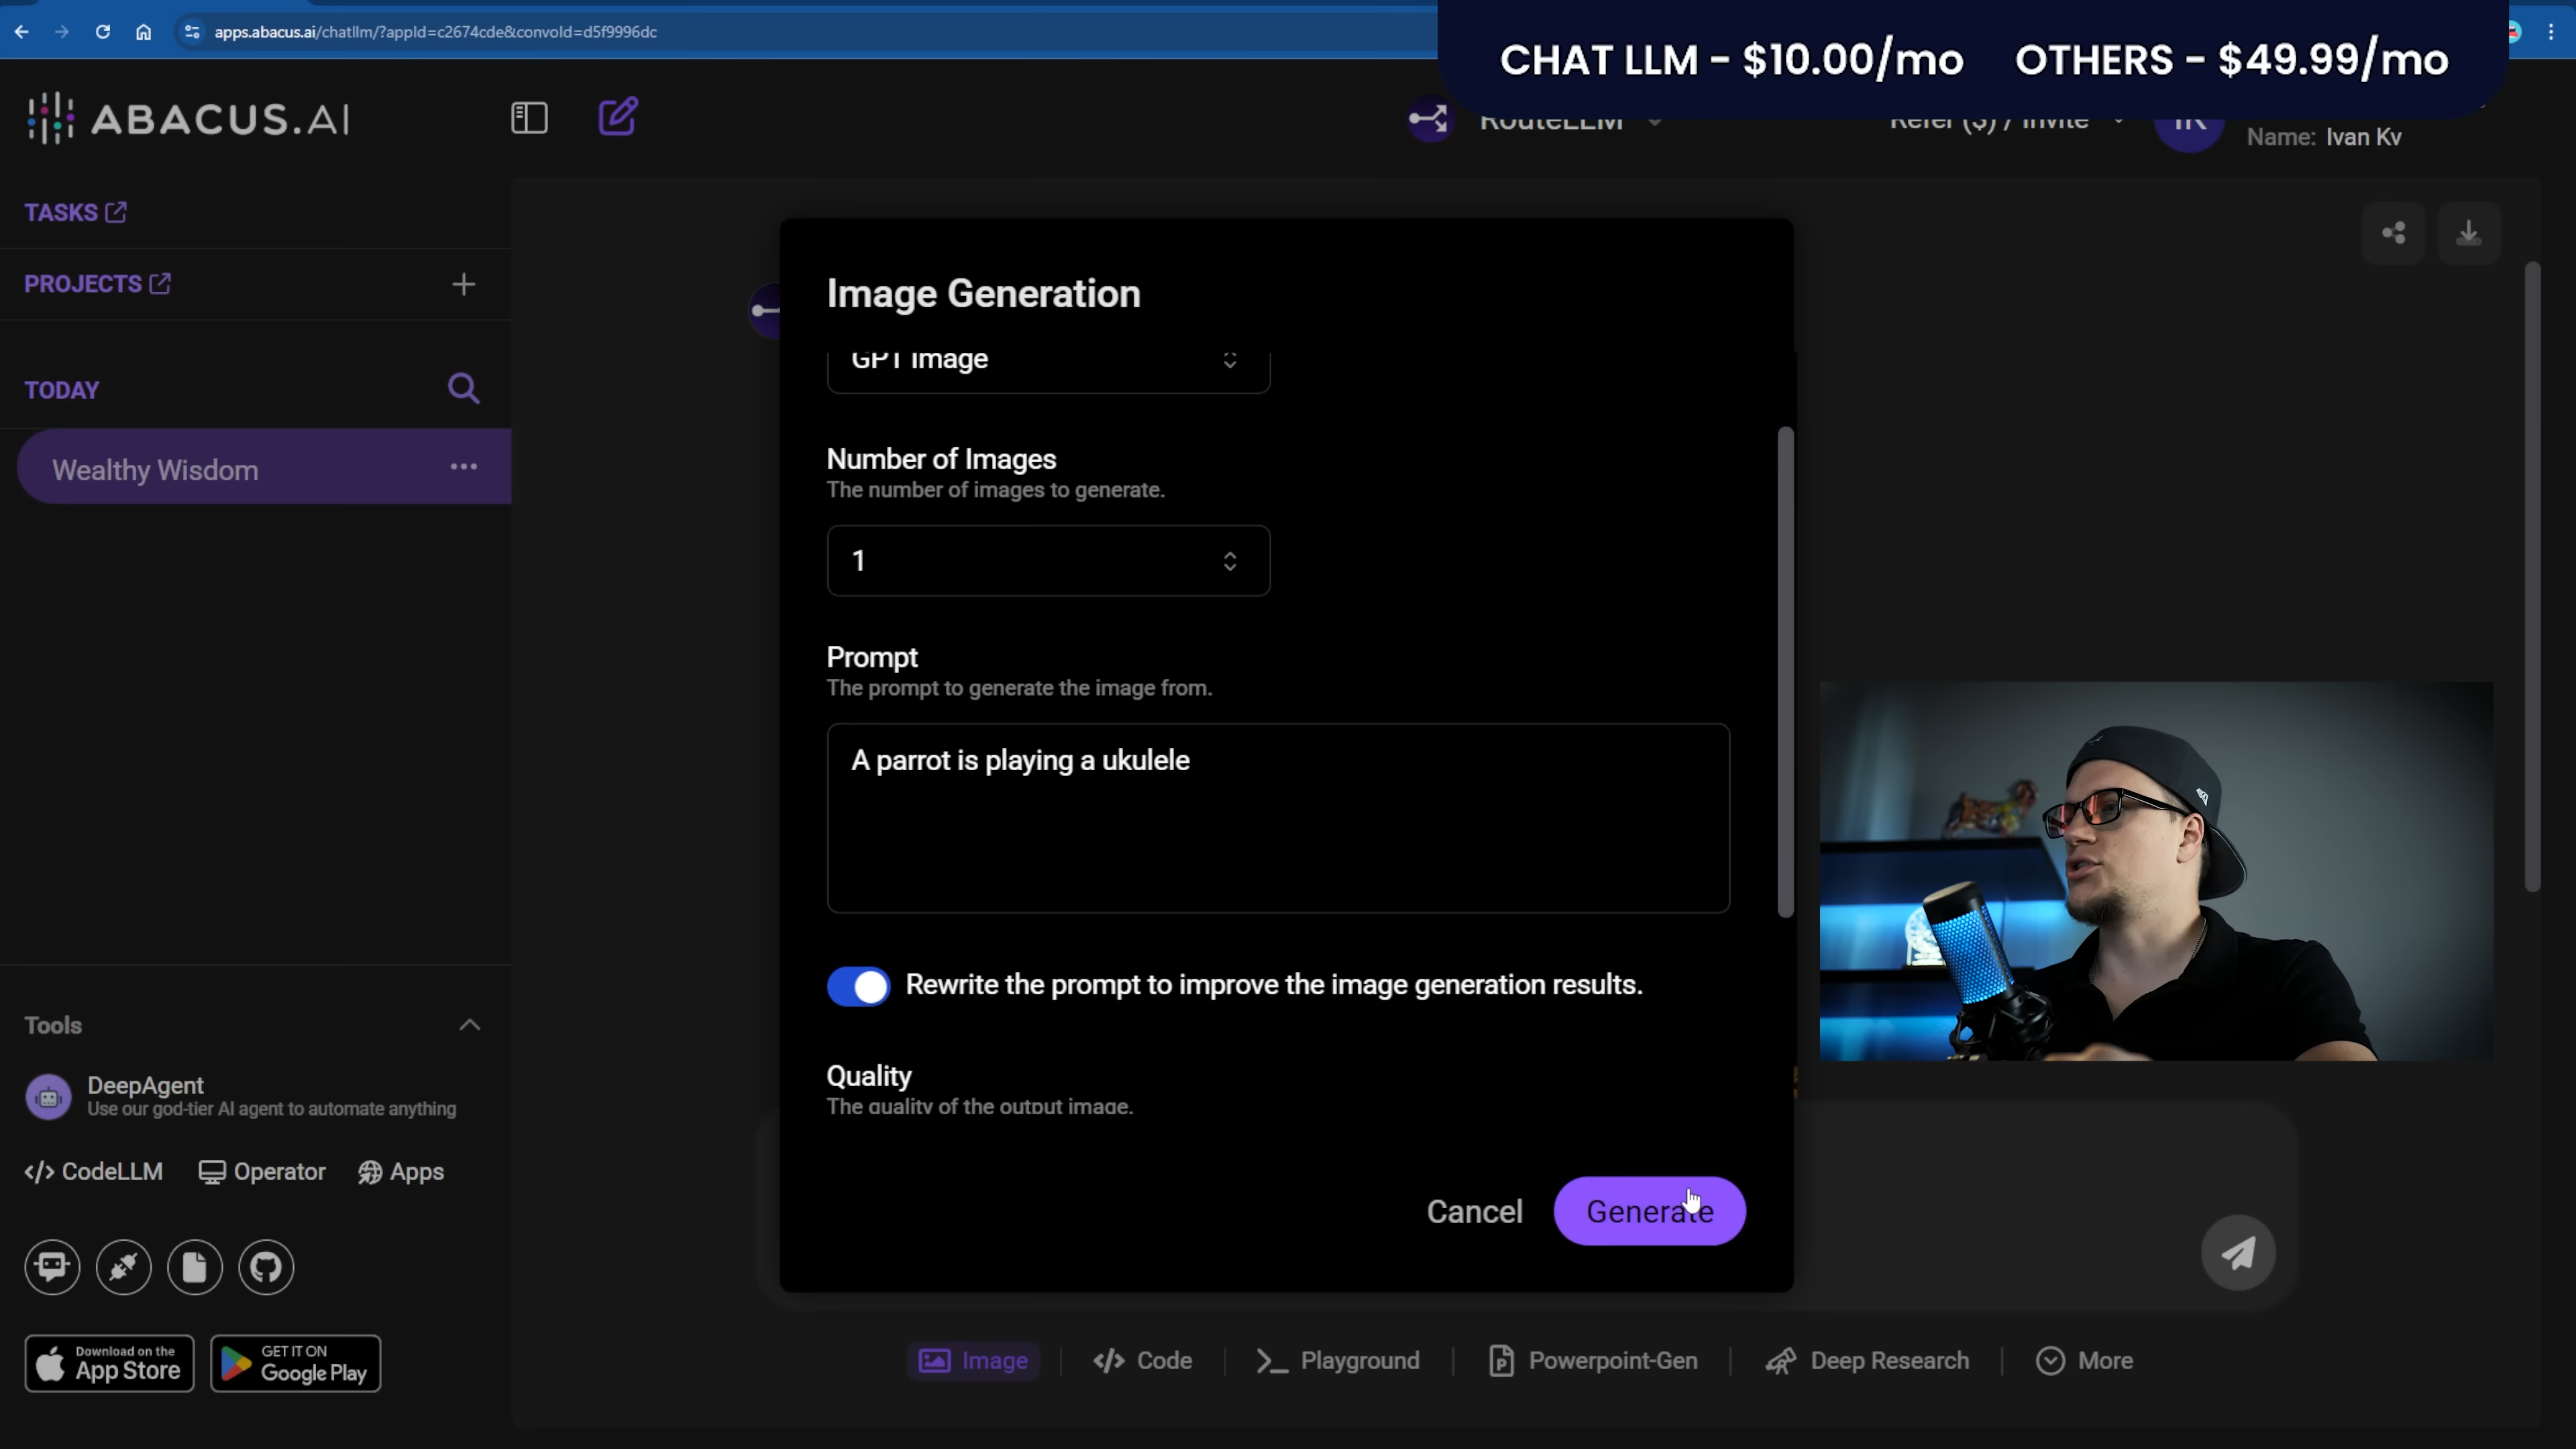 apps.abacus.ai/chatllm/?appId=c2674cde&convoId=d5f9996dc
CHAT LLM - $10.00/mo OTHERS - $49.99/mo
ABACUS.AI
RouteLLM
Refer ($) / Invite
Name: Ivan Kv
TASKS
PROJECTS
TODAY
Wealthy Wisdom
Image Generation
GPT Image
Number of Images
The number of images to generate.
1
Prompt
The prompt to generate the image from.
A parrot is playing a ukulele
Rewrite the prompt to improve the image generation results.
Quality
The quality of the output image.
Cancel
Generate
Tools
DeepAgent
Use our god-tier AI agent to automate anything
CodeLLM Operator Apps
Download on the
App Store
GET IT ON
Google Play
Image Code Playground Powerpoint-Gen Deep Research More